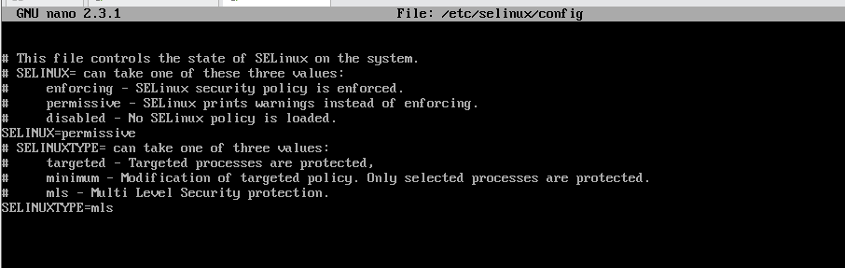 GNU nano 2.3.1 File: /etc/selinux/config
# This file controls the state of SELinux on the system.
# SELINUX= can take one of these three values:
#     enforcing - SELinux security policy is enforced.
#     permissive - SELinux prints warnings instead of enforcing.
#     disabled - No SELinux policy is loaded.
SELINUX=permissive
# SELINUXTYPE= can take one of three values:
#     targeted - Targeted processes are protected,
#     minimum - Modification of targeted policy. Only selected processes are protected.
#     mls - Multi Level Security protection.
SELINUXTYPE=mls